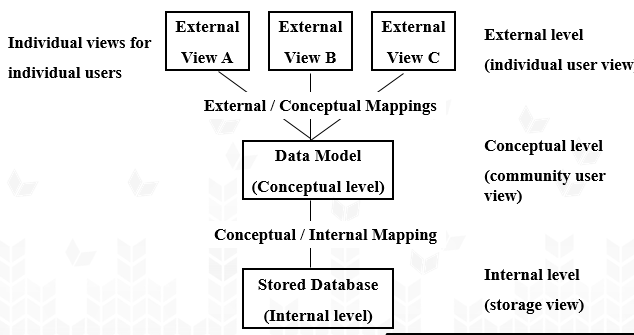 Individual views for
individual users
External
View A
External
View B
External
View C
External level
(individual user view
External / Conceptual Mappings
Data Model
(Conceptual level)
Conceptual level
(community user
view)
Conceptual / Internal Mapping
Stored Database
(Internal level)
Internal level
(storage view)